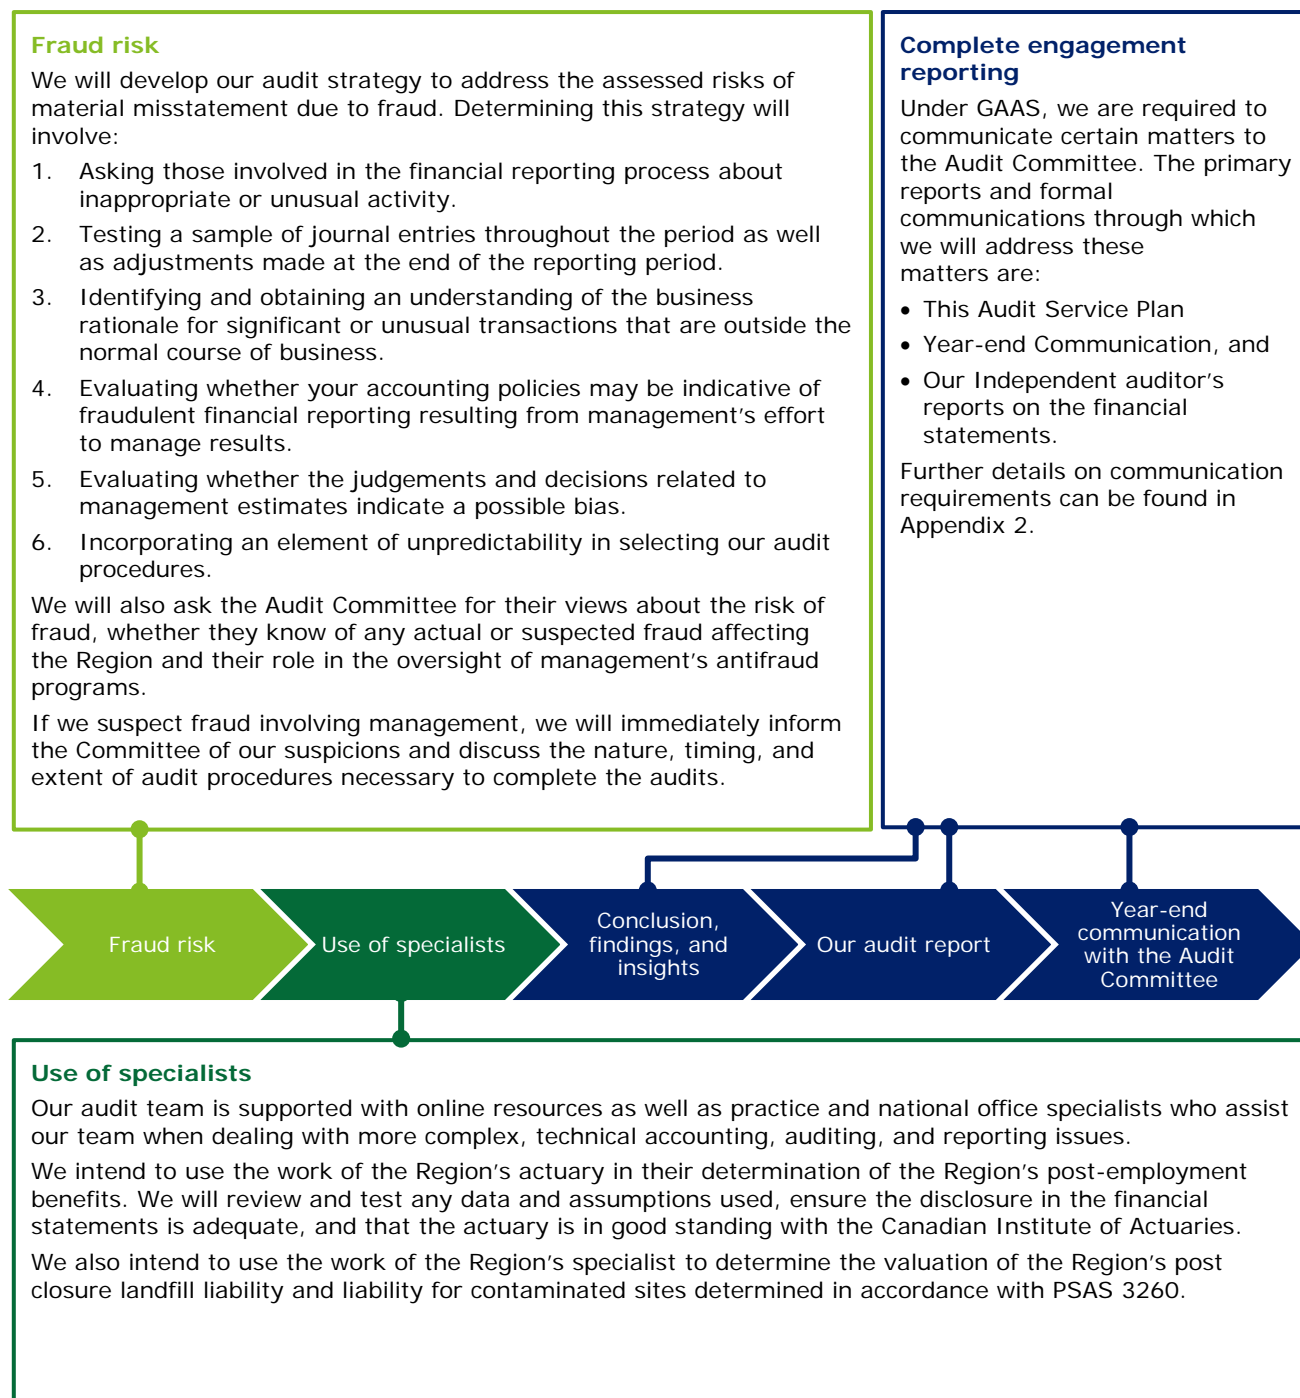 Fraud risk
We will develop our audit strategy to address the assessed risks of
material misstatement due to fraud. Determining this strategy will
involve:
1. Asking those involved in the financial reporting process about
inappropriate or unusual activity.
2. Testing a sample of journal entries throughout the period as well
as adjustments made at the end of the reporting period.
3. Identifying and obtaining an understanding of the business
rationale for significant or unusual transactions that are outside the
normal course of business.
4. Evaluating whether your accounting policies may be indicative of
fraudulent financial reporting resulting from management’s effort
to manage results.
5. Evaluating whether the judgements and decisions related to
management estimates indicate a possible bias.
6. Incorporating an element of unpredictability in selecting our audit
procedures.
We will also ask the Audit Committee for their views about the risk of
fraud, whether they know of any actual or suspected fraud affecting
the Region and their role in the oversight of management’s antifraud
programs.
If we suspect fraud involving management, we will immediately inform
the Committee of our suspicions and discuss the nature, timing, and
extent of audit procedures necessary to complete the audits.
Complete engagement
reporting
Under GAAS, we are required to
communicate certain matters to
the Audit Committee. The primary
reports and formal
communications through which
we will address these
matters are:
• This Audit Service Plan
• Year-end Communication, and
• Our Independent auditor’s
reports on the financial
statements.
Further details on communication
requirements can be found in
Appendix 2.
Fraud risk
Use of specialists
Conclusion,
findings, and
insights
Our audit report
Year-end
communication
with the Audit
Committee
Use of specialists
Our audit team is supported with online resources as well as practice and national office specialists who assist
our team when dealing with more complex, technical accounting, auditing, and reporting issues.
We intend to use the work of the Region’s actuary in their determination of the Region’s post-employment
benefits. We will review and test any data and assumptions used, ensure the disclosure in the financial
statements is adequate, and that the actuary is in good standing with the Canadian Institute of Actuaries.
We also intend to use the work of the Region’s specialist to determine the valuation of the Region’s post
closure landfill liability and liability for contaminated sites determined in accordance with PSAS 3260.